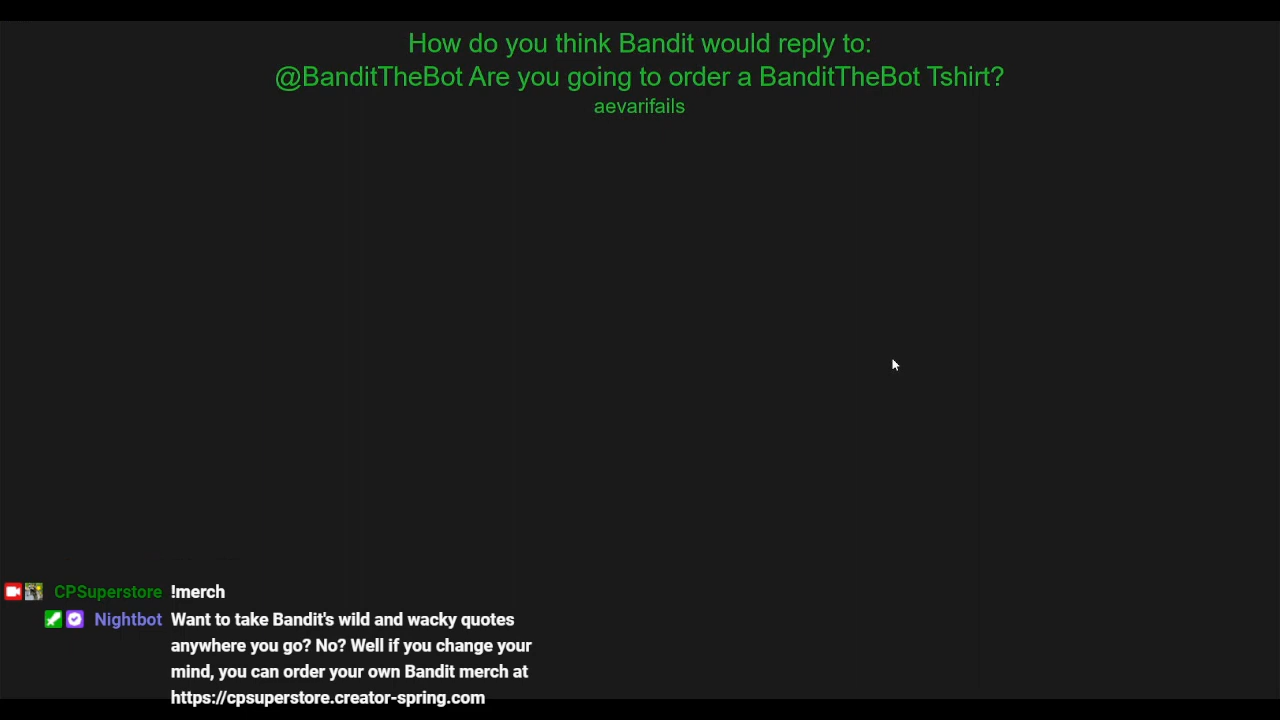 How do you think Bandit would reply to:
@BanditTheBot Are you going to order a BanditTheBot Tshirt?
aevarifails
CPSuperstore !merch
Nightbot Want to take Bandit's wild and wacky quotes
anywhere you go? No? Well if you change your
mind, you can order your own Bandit merch at
https://cpsuperstore.creator-spring.com